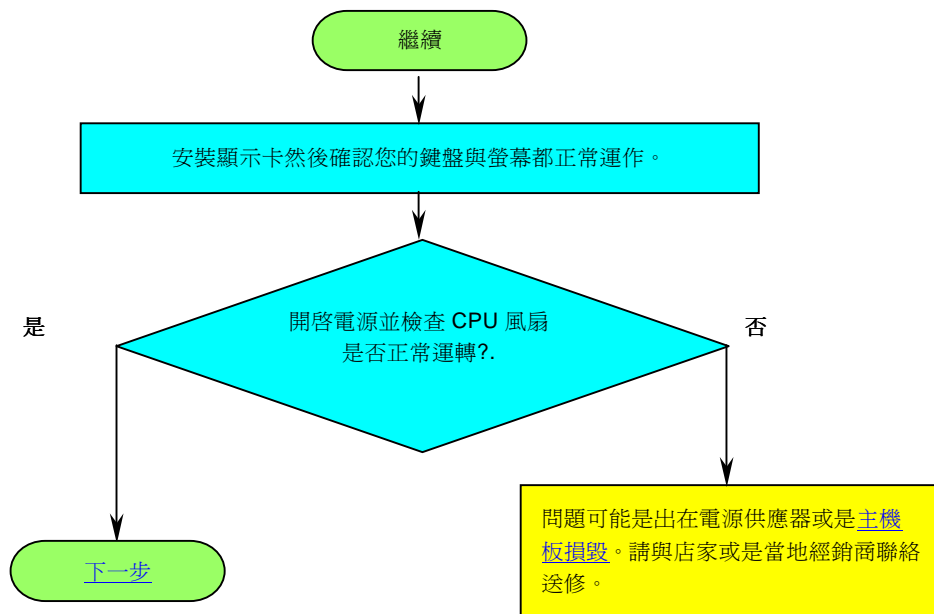 繼續
安裝顯示卡然後確認您的鍵盤與螢幕都正常運作。
開啓電源並檢查 CPU 風扇
是否正常運轉?.
是
否
問題可能是出在電源供應器或是主機
板損毀。請與店家或是當地經銷商聯絡
送修。
下一步